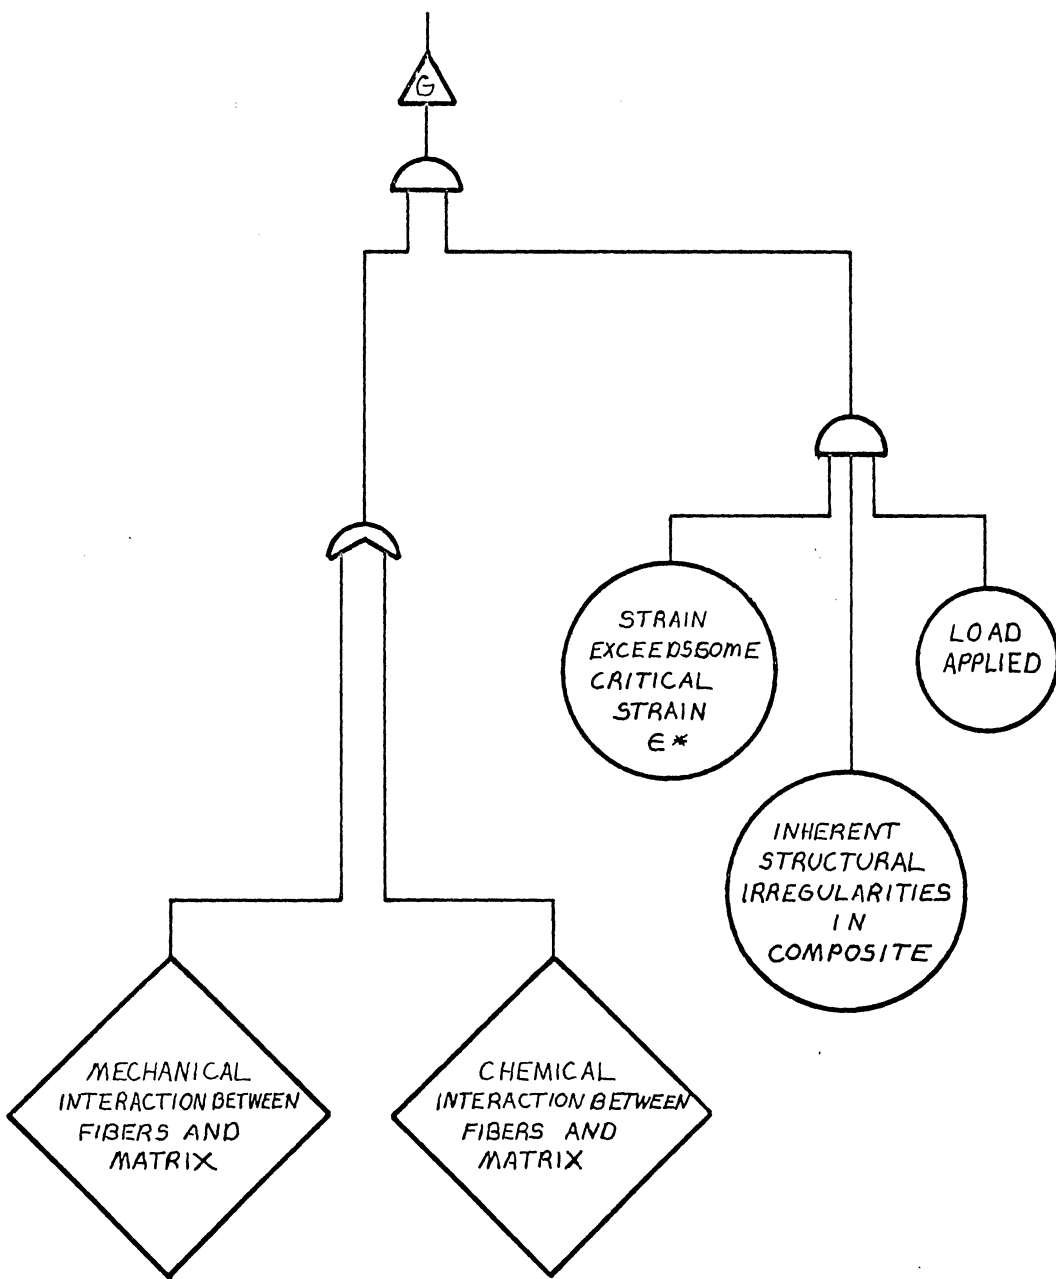 G
STRAIN
EXCEEDSSOME
CRITICAL
STRAIN
ϵ*
LOAD
APPLIED
INHERENT
STRUCTURAL
IRREGULARITIES
IN
COMPOSITE
MECHANICAL
INTERACTION BETWEEN
FIBERS AND
MATRIX
CHEMICAL
INTERACTION BETWEEN
FIBERS AND
MATRIX